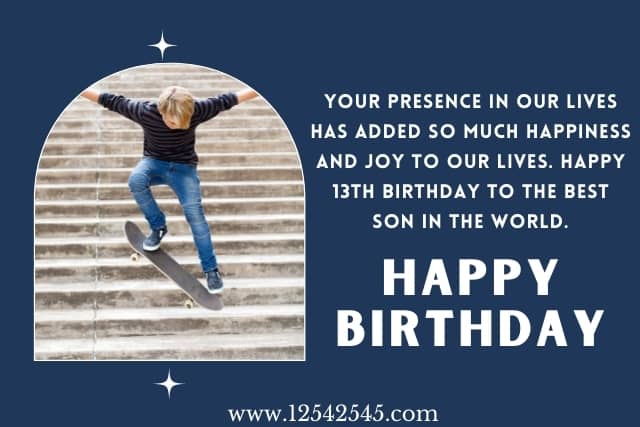 YOUR PRESENCE IN OUR LIVES
HAS ADDED SO MUCH HAPPINESS
AND JOY TO OUR LIVES. HAPPY
13TH BIRTHDAY TO THE BEST
SON IN THE WORLD.
HAPPY
BIRTHDAY
www.12542545.com